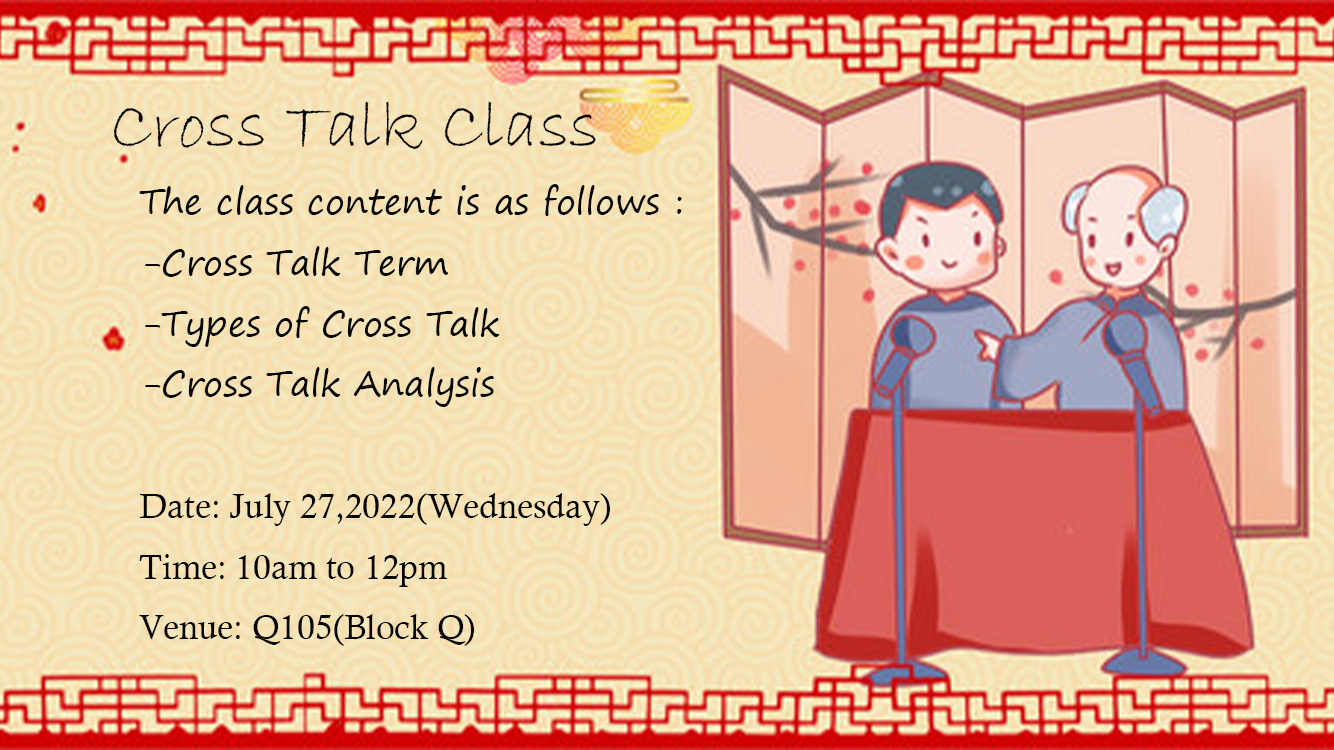 Cross Talk Class
The class content is as follows :
-Cross Talk Term
-Types of Cross Talk
-Cross Talk Analysis
Date: July 27,2022(Wednesday)
Time: 10am to 12pm
Venue: Q105(Block Q)